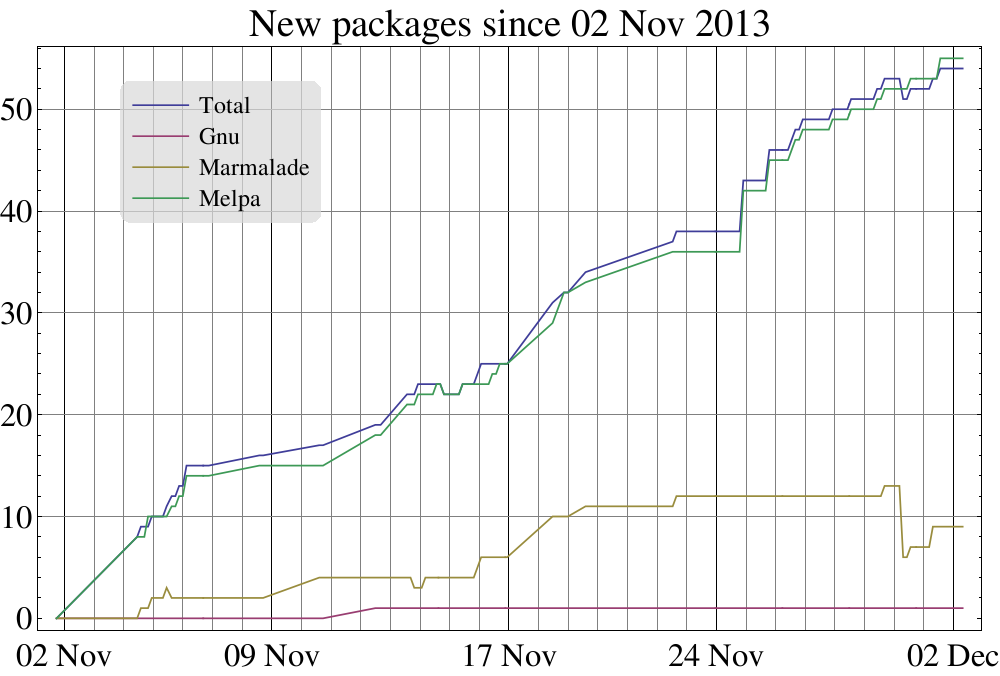 New packages since 02 Nov 2013
Total
Gnu
Marmalade
Melpa
50
40
30
20
10
0
02 Nov 09 Nov 17 Nov 24 Nov 02 Dec